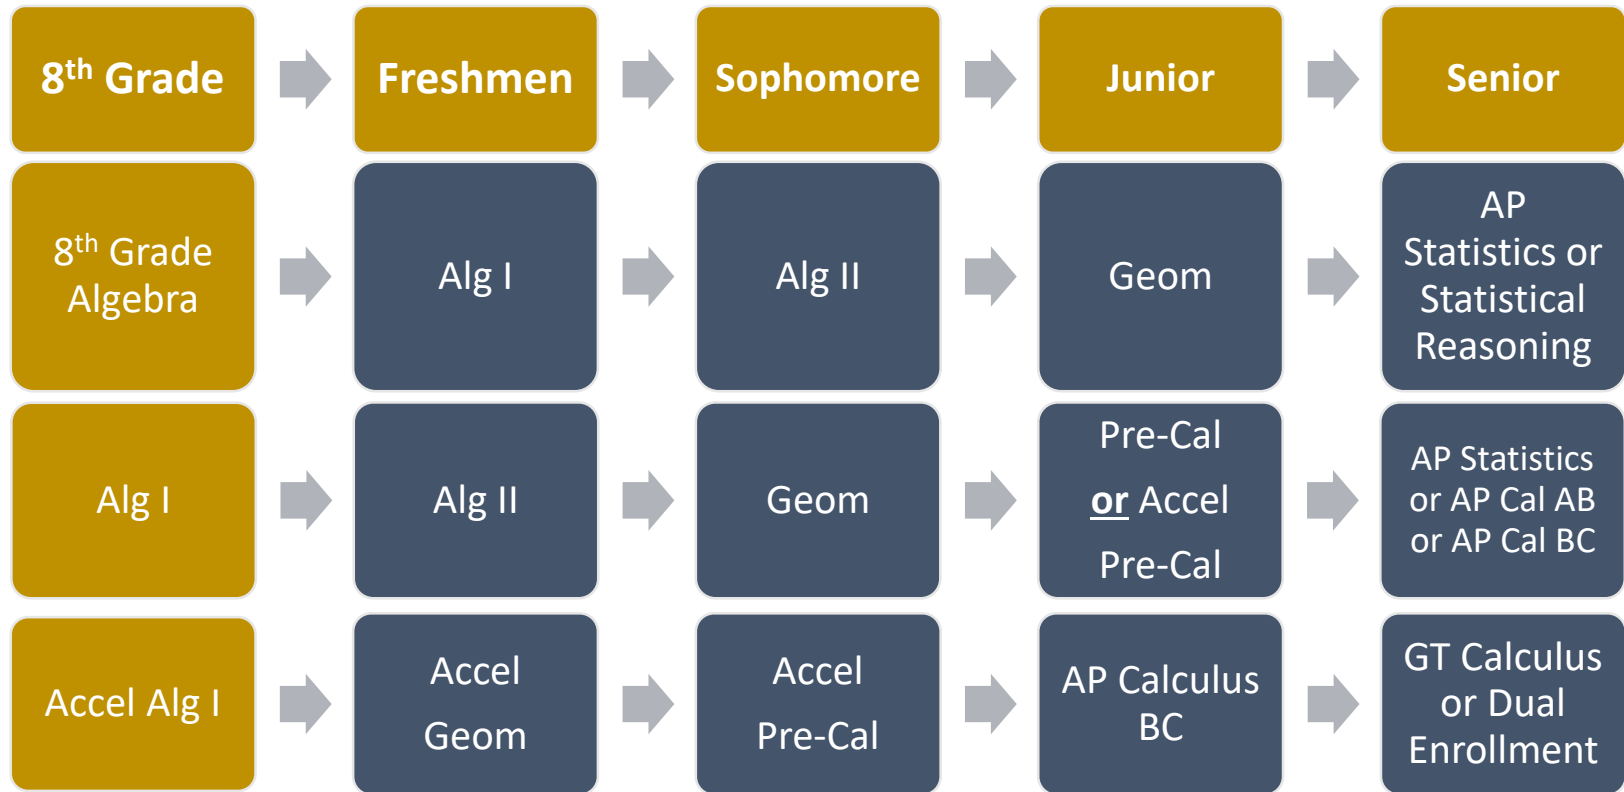 8th Grade
Freshmen
Sophomore
Junior
Senior
8th Grade
Algebra
Alg I
Alg II
Geom
AP
Statistics or
Statistical
Reasoning
Alg I
Alg II
Geom
Pre-Cal
or Accel
Pre-Cal
AP Statistics
or AP Cal AB
or AP Cal BC
Accel Alg I
Accel
Geom
Accel
Pre-Cal
AP Calculus
BC
GT Calculus
or Dual
Enrollment